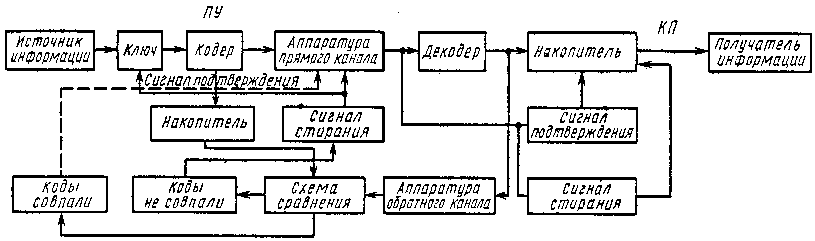 ПУ
КП
Источник
информации
Ключ
Кодер
Аппаратура
прямого канала
Декодер
Накопитель
Получатель
информации
Сигнал подтверждения
Накопитель
Сигнал
стирания
Сигнал
подтверждения
Коды
совпали
Коды
не совпали
Схема
сравнения
Аппаратура
обратного канала
Сигнал
стирания